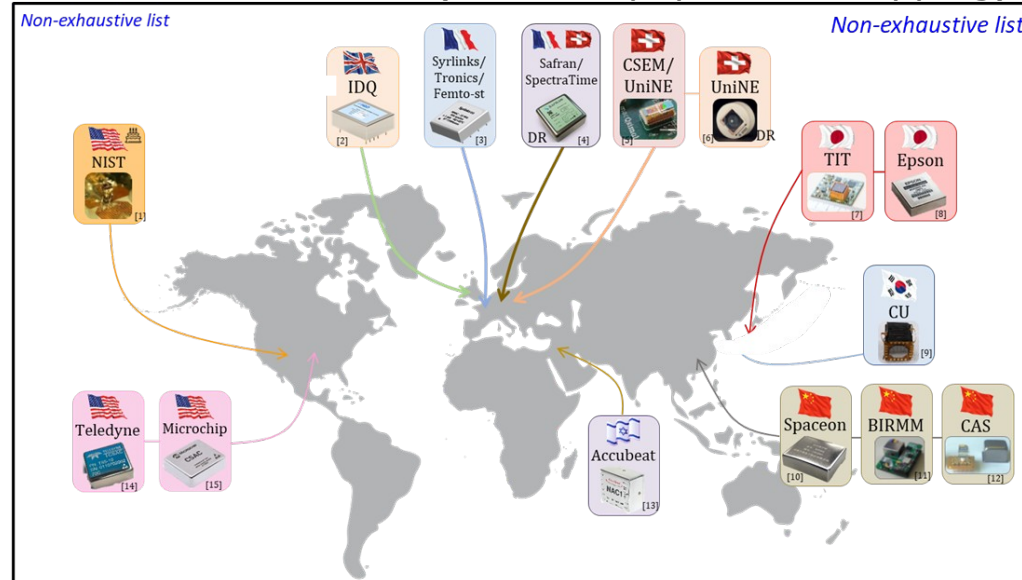 Non-exhaustive list
Non-exhaustive list
IDQ
[2]
Syrlinks/
Tronics/
Femto-st
[3]
Safran/
SpectraTime
DR
[4]
CSEM/
UniNE
[5]
UniNE
[6]
DR
NIST
[1]
TIT
[7]
Epson
[8]
CU
[9]
Teledyne
[14]
Microchip
CSAC
[15]
Accubeat
NAC1
[13]
Spaceon
[10]
BIRMM
[11]
CAS
[12]